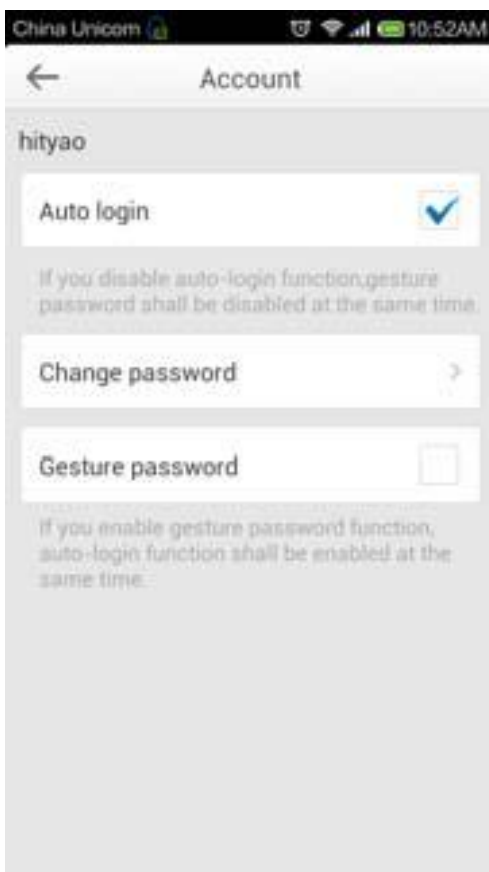 China Unicom 10:52AM
Account
hityao
Auto login
If you disable auto-login function,gesture
password shall be disabled at the same time.
Change password
Gesture password
If you enable gesture password function,
auto-login function shall be enabled at the
same time.